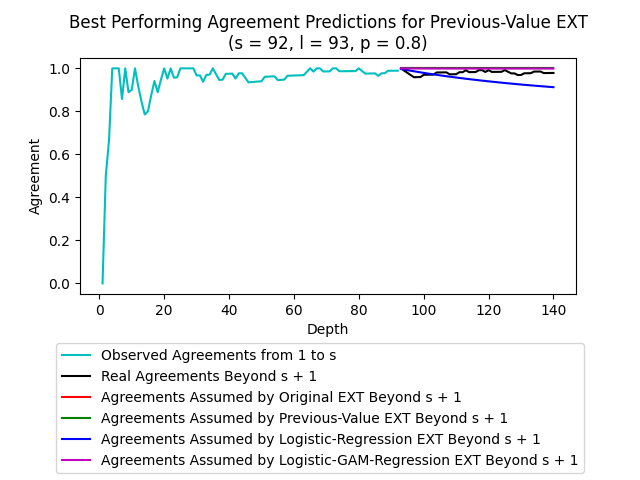 Best Performing Agreement Predictions for Previous-Value EXT
(s = 92, l = 93, p = 0.8)
1.0
0.8
0.6
0.4
0.2
0.0
Agreement
0 20 40 60 80 100 120 140
Depth
Observed Agreements from 1 to s
Real Agreements Beyond s + 1
Agreements Assumed by Original EXT Beyond s + 1
Agreements Assumed by Previous-Value EXT Beyond s + 1
Agreements Assumed by Logistic-Regression EXT Beyond s + 1
Agreements Assumed by Logistic-GAM-Regression EXT Beyond s + 1